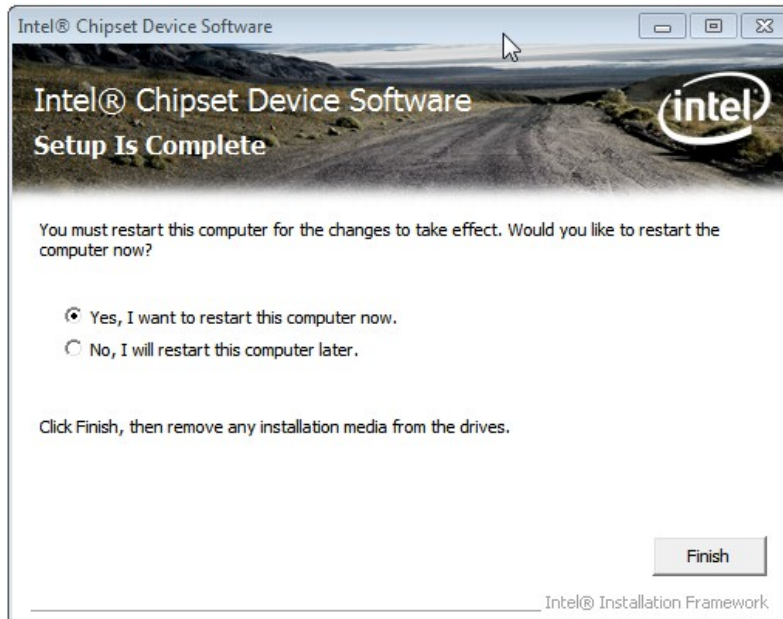 Intel® Chipset Device Software
Intel® Chipset Device Software
intel
Setup Is Complete
You must restart this computer for the changes to take effect. Would you like to restart the
computer now?
Yes, I want to restart this computer now.
No, I will restart this computer later.
Click Finish, then remove any installation media from the drives.
Finish
Intel® Installation Framework